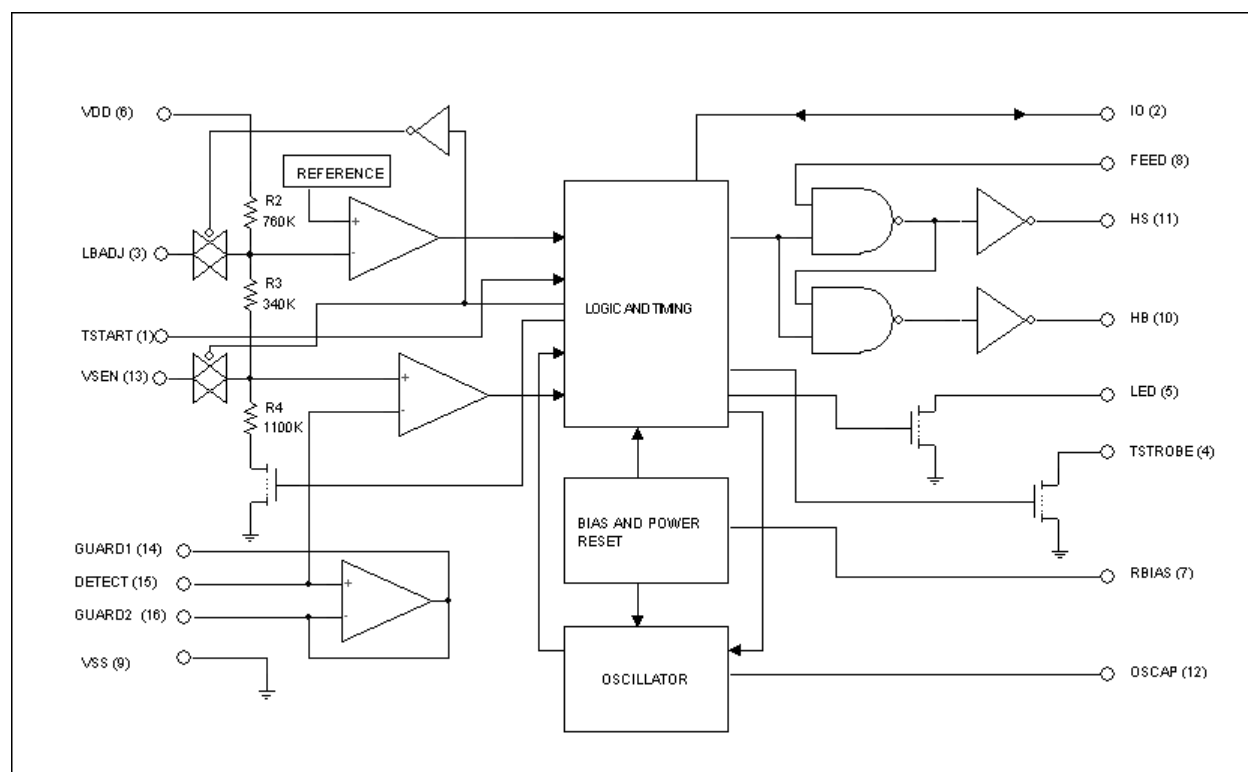 VDD (6)
IO (2)
FEED (8)
REFERENCE
R2
760K
+
-
HS (11)
LBADJ (3)
R3
340K
LOGIC AND TIMING
TSTART (1)
HB (10)
VSEN (13)
+
-
R4
1100K
LED (5)
TSTROBE (4)
BIAS AND POWER
RESET
GUARD1 (14)
DETECT (15)
+
-
GUARD2 (16)
RBIAS (7)
VSS (9)
OSCILLATOR
OSCAP (12)